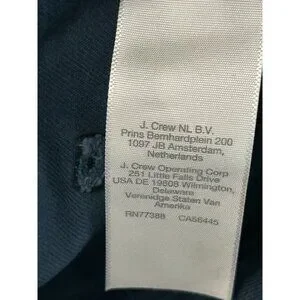 J. Crew NL B.V.
Prins Bernhardplein 200
1097 JB Amsterdam,
Netherlands
J. Crew Operating Corp
251 Little Falls Drive
USA DE 19808 Wilmington,
Delaware
Verenidge Staten Van
Amerika
RN77388 CA56445